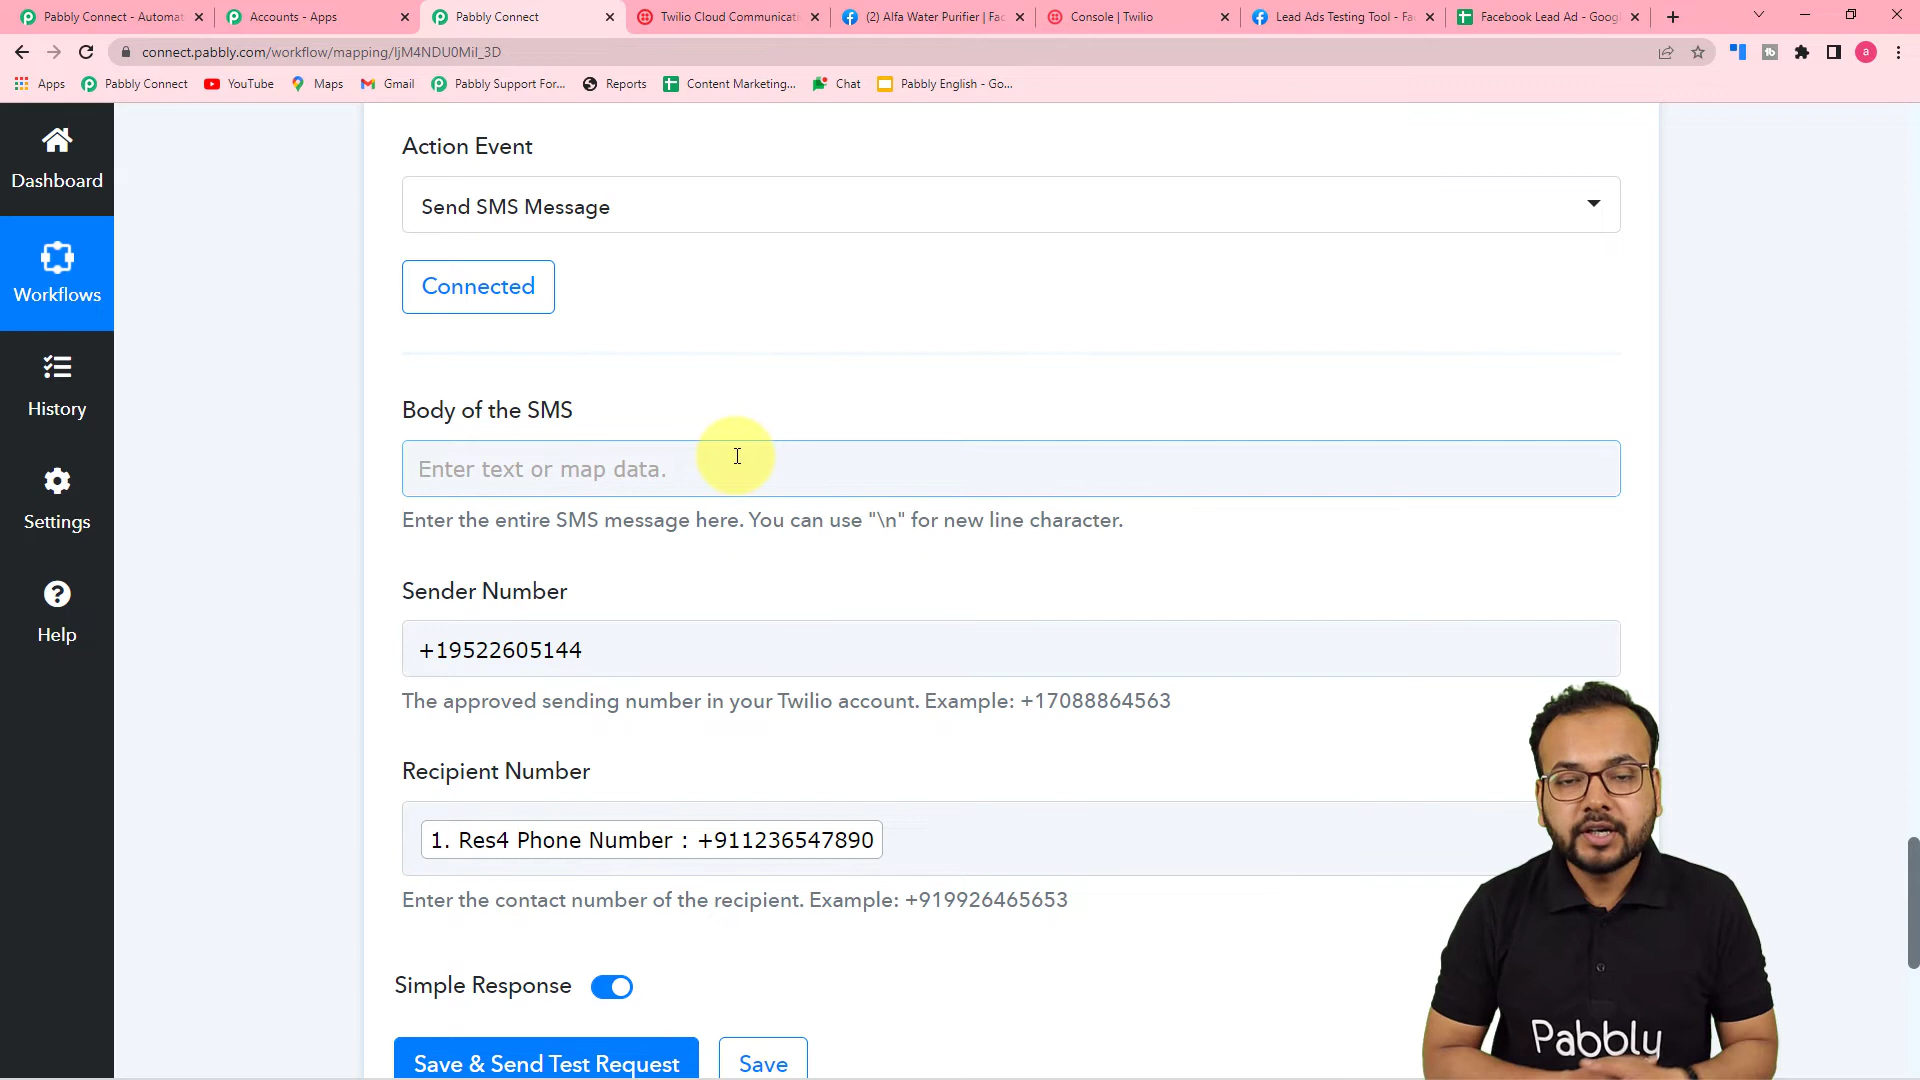 Pabbly Connect - Automat
Accounts - Apps
Pabbly Connect
Twilio Cloud Communicati
(2) Alfa Water Purifier | Fac
Console | Twilio
Lead Ads Testing Tool - Fa
Facebook Lead Ad - Goog
connect.pabbly.com/workflow/mapping/IjM4NDU0MiI_3D
a
Apps
Pabbly Connect
YouTube
Maps
Gmail
Pabbly Support For...
Reports
Content Marketing...
Chat
Pabbly English - Go...
Dashboard
Workflows
History
Settings
Help
Action Event
Send SMS Message
Connected
Body of the SMS
Enter text or map data.
Enter the entire SMS message here. You can use "\n" for new line character.
Sender Number
+19522605144
The approved sending number in your Twilio account. Example: +17088864563
Recipient Number
1. Res4 Phone Number : +911236547890
Enter the contact number of the recipient. Example: +919926465653
Simple Response
Save & Send Test Request
Save
Pabbly